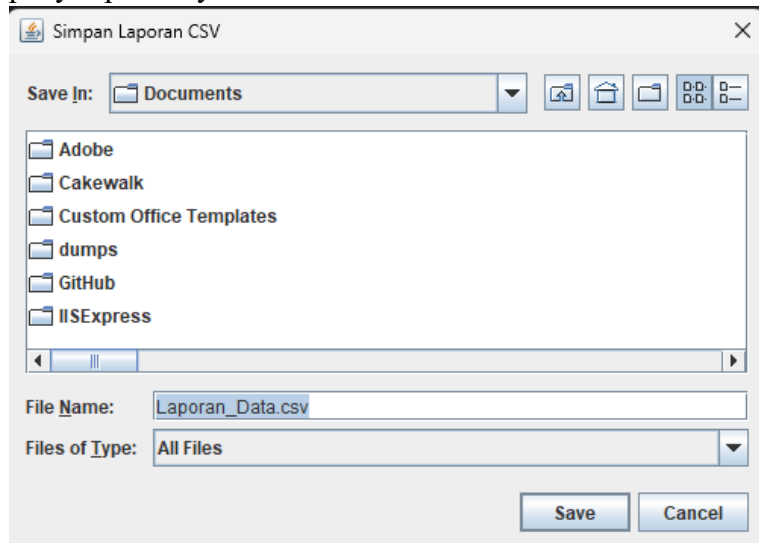 Simpan Laporan CSV
Save In: Documents
Adobe
Cakewalk
Custom Office Templates
dumps
GitHub
IISExpress
File Name: Laporan_Data.csv
Files of Type: All Files
Save Cancel